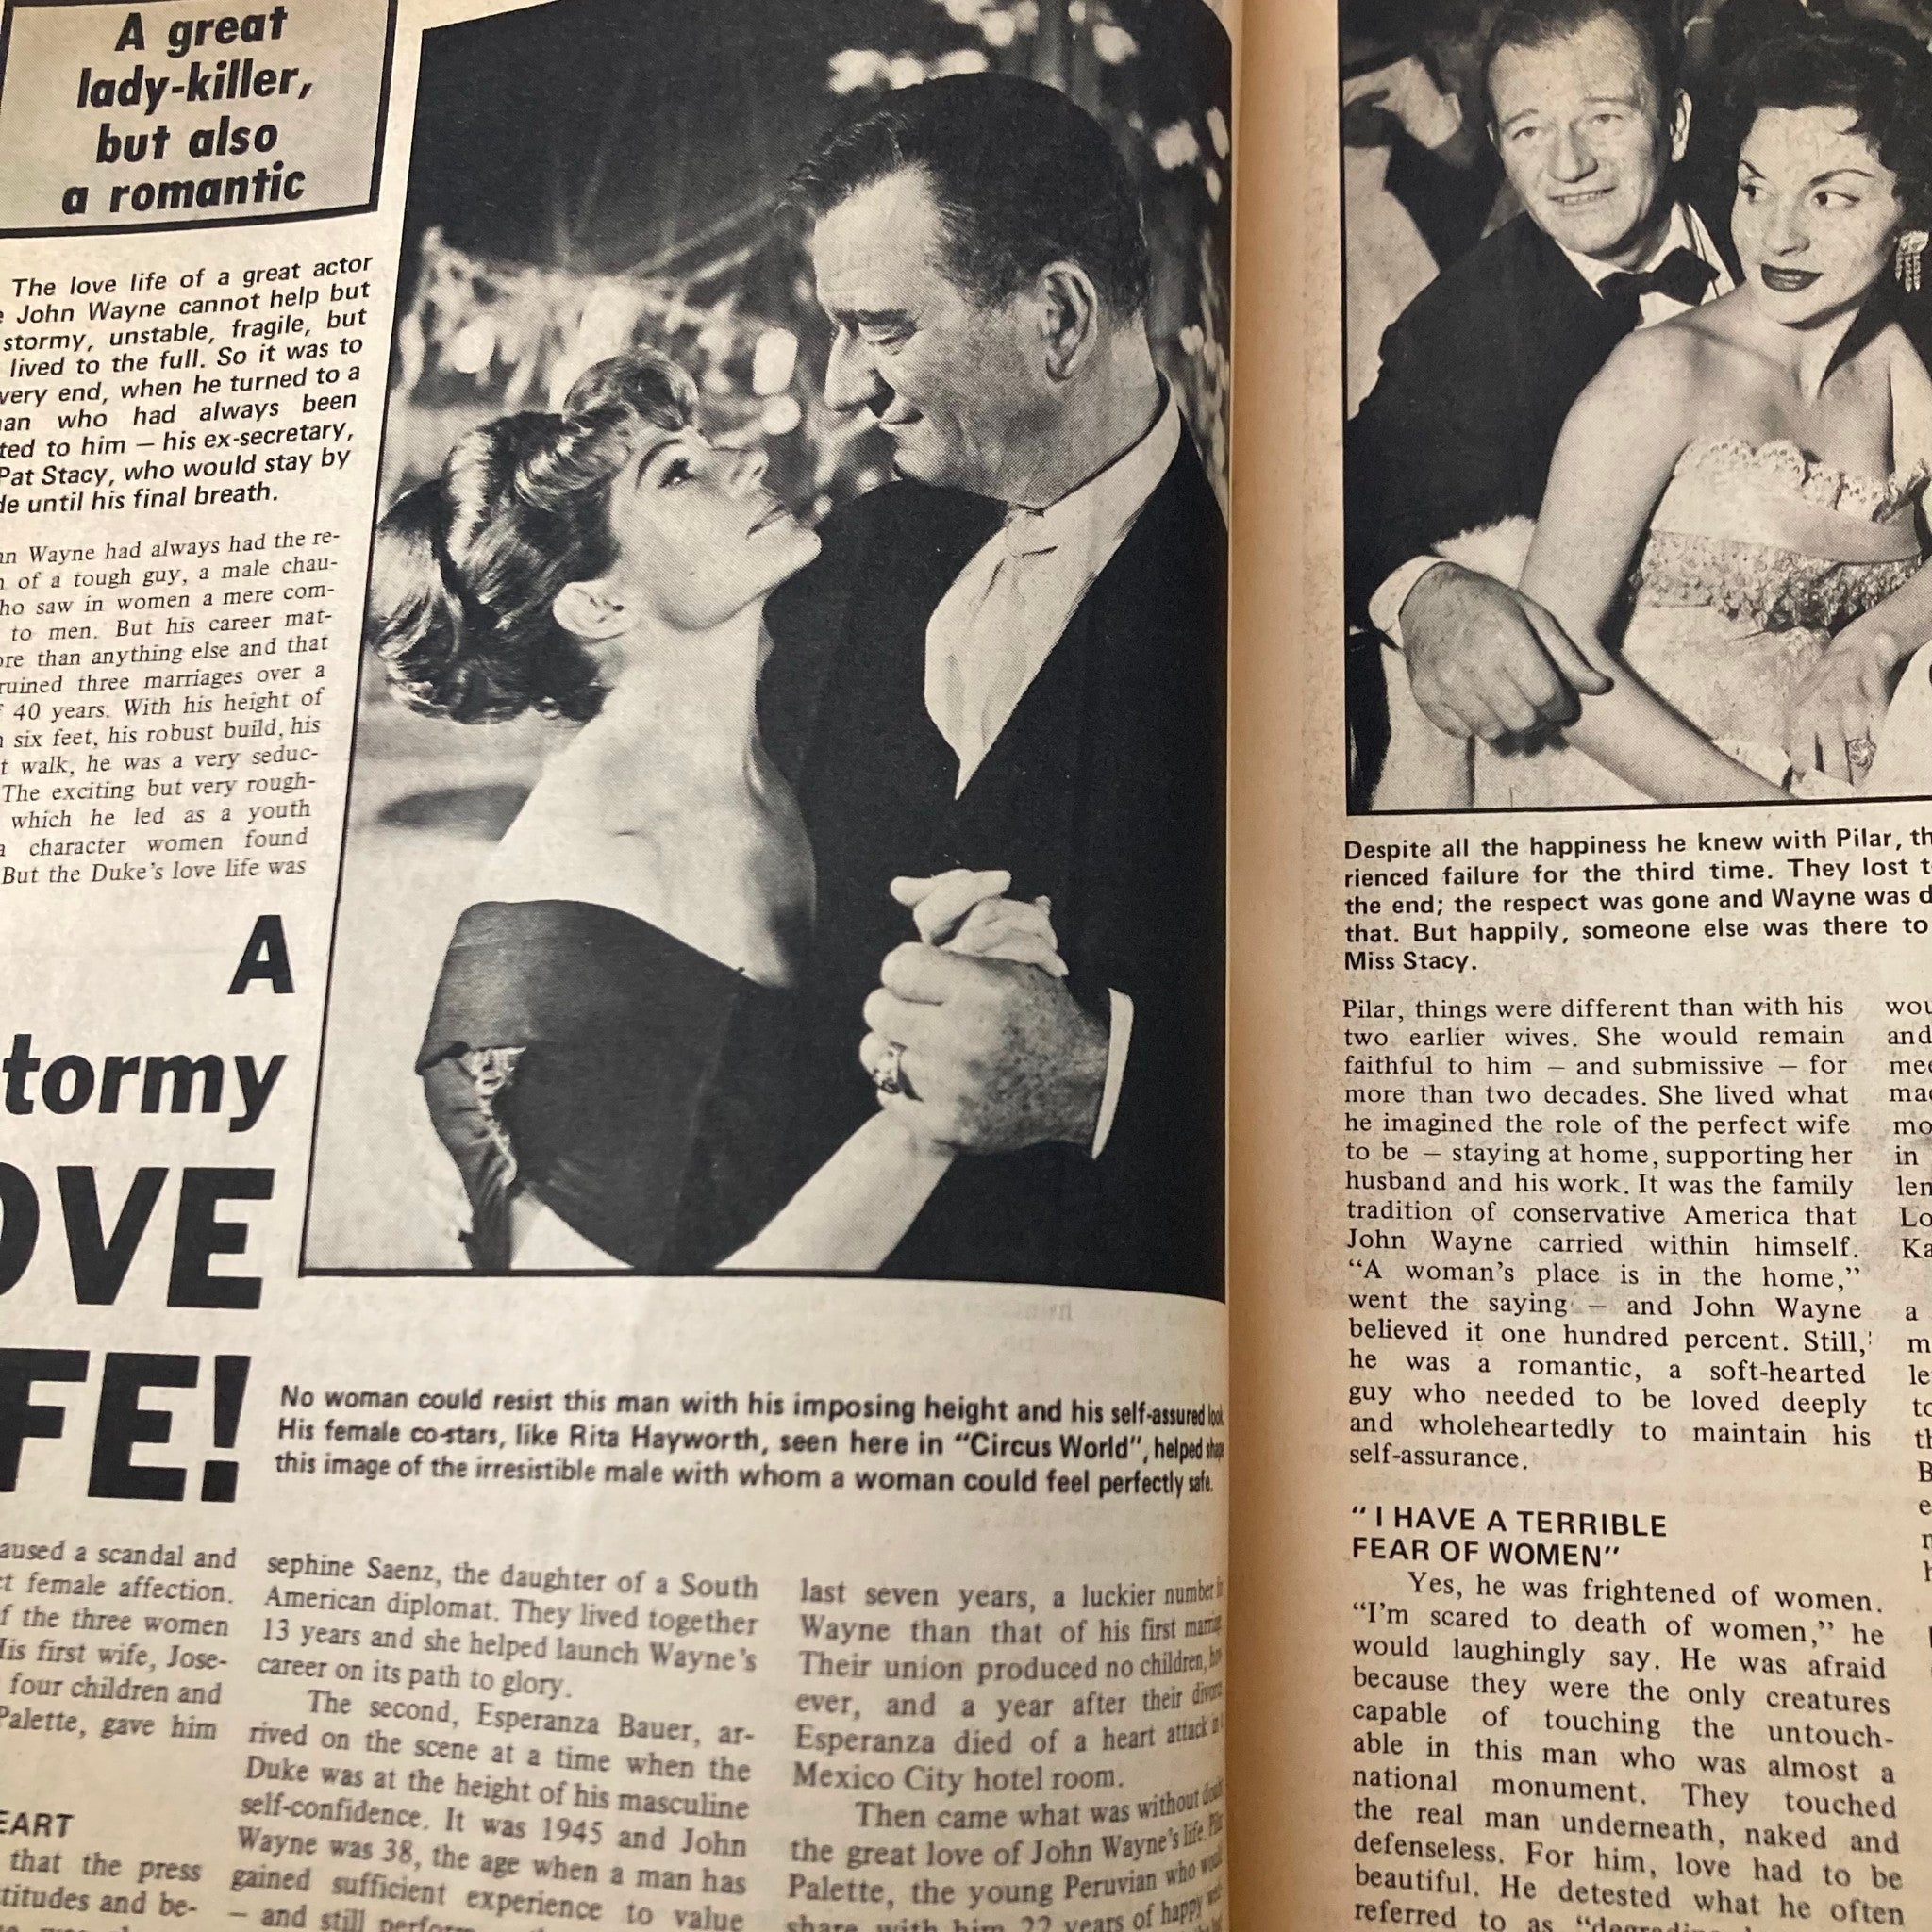 A great
lady-killer,
but also
a romantic
The love life of a great actor
John Wayne cannot help but
stormy, unstable, fragile, but
lived to the full. So it was to
very end, when he turned to a
who had always been
to him — his ex-secretary,
Pat Stacy, who would stay by
until his final breath.
Wayne had always had the re-
of a tough guy, a male chau-
who saw in women a mere com-
to men. But his career mat-
more than anything else and that
ruined three marriages over a
40 years. With his height of
six feet, his robust build, his
walk, he was a very seduc-
The exciting but very rough-
which he led as a youth
a character women found
But the Duke's love life was
A
tormy
OVE
FE!
No woman could resist this man with his imposing height and his self-assured look.
His female co-stars, like Rita Hayworth, seen here in "Circus World", helped shape
this image of the irresistible male with whom a woman could feel perfectly safe.
aused a scandal and
female affection.
of the three women
His first wife, Jose-
four children and
Palette, gave him
EART
that the press
titudes and be-
sephine Saenz, the daughter of a South
American diplomat. They lived together
13 years and she helped launch Wayne's
career on its path to glory.
The second, Esperanza Bauer, ar-
rived on the scene at a time when the
Duke was at the height of his masculine
self-confidence. It was 1945 and John
Wayne was 38, the age when a man has
gained sufficient experience to value
— and still perform
last seven years, a luckier number
Wayne than that of his first
Their union produced no children, how-
ever, and a year after their divorce
Esperanza died of a heart attack in
Mexico City hotel room.
Then came what was without doubt
the great love of John Wayne's life. Pilar
Palette, the young Peruvian who would
share with him 22 years of happy
Despite all the happiness he knew with Pilar,
rienced failure for the third time. They lost
the end; the respect was gone and Wayne was
that. But happily, someone else was there to
Miss Stacy.
Pilar, things were different than with his
two earlier wives. She would remain
faithful to him — and submissive — for
more than two decades. She lived what
he imagined the role of the perfect wife
to be — staying at home, supporting her
husband and his work. It was the family
tradition of conservative America that
John Wayne carried within himself.
"A woman's place is in the home,"
went the saying — and John Wayne
believed it one hundred percent. Still,
he was a romantic, a soft-hearted
guy who needed to be loved deeply
and wholeheartedly to maintain his
self-assurance.
"I HAVE A TERRIBLE
FEAR OF WOMEN"
Yes, he was frightened of women.
"I'm scared to death of women," he
would laughingly say. He was afraid
because they were the only creatures
capable of touching the untouch-
able in this man who was almost a
national monument. They touched
the real man underneath, naked and
defenseless. For him, love had to be
beautiful. He detested what he often
referred to as
wou
and
in
Lo
Ka
a